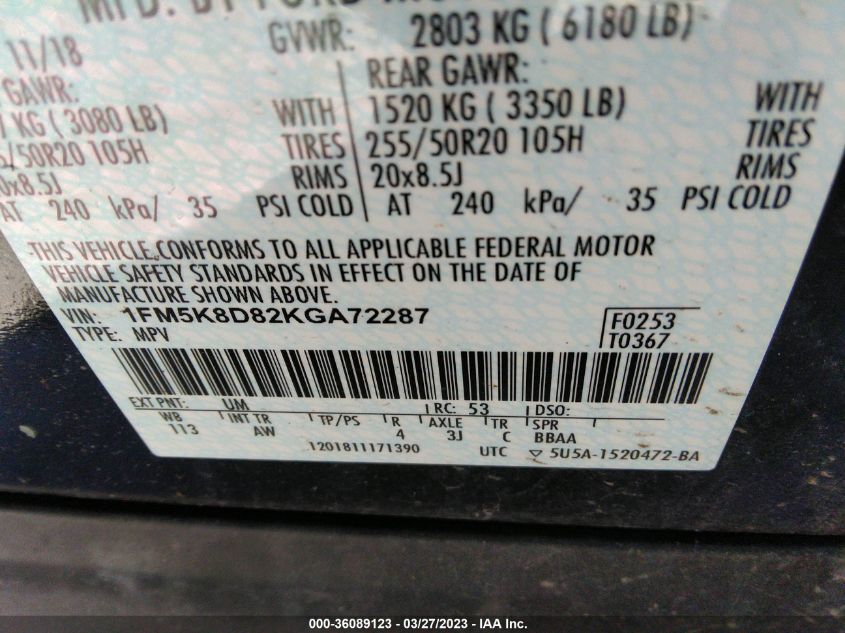 MFD. BY FORD
11/18 GVWR: 2803 KG ( 6180 LB)
GAWR: REAR GAWR:
KG ( 3080 LB) WITH 1520 KG ( 3350 LB) WITH
50R20 105H TIRES 255/50R20 105H TIRES
0x8.5J RIMS 20x8.5J RIMS
AT 240 kPa/ 35 PSI COLD AT 240 kPa/ 35 PSI COLD
THIS VEHICLE CONFORMS TO ALL APPLICABLE FEDERAL MOTOR
VEHICLE SAFETY STANDARDS IN EFFECT ON THE DATE OF
MANUFACTURE SHOWN ABOVE.
VIN: 1FM5K8D82KGA72287 F0253
TYPE: MPV T0367
EXT PNT: UM RC: 53 DSO:
WB INT TR TP/PS R AXLE TR SPR
113 AW 4 3J C BBAA
1201811171390 UTC ▽ 5U5A-1520472-BA
000-36089123 - 03/27/2023 - IAA Inc.